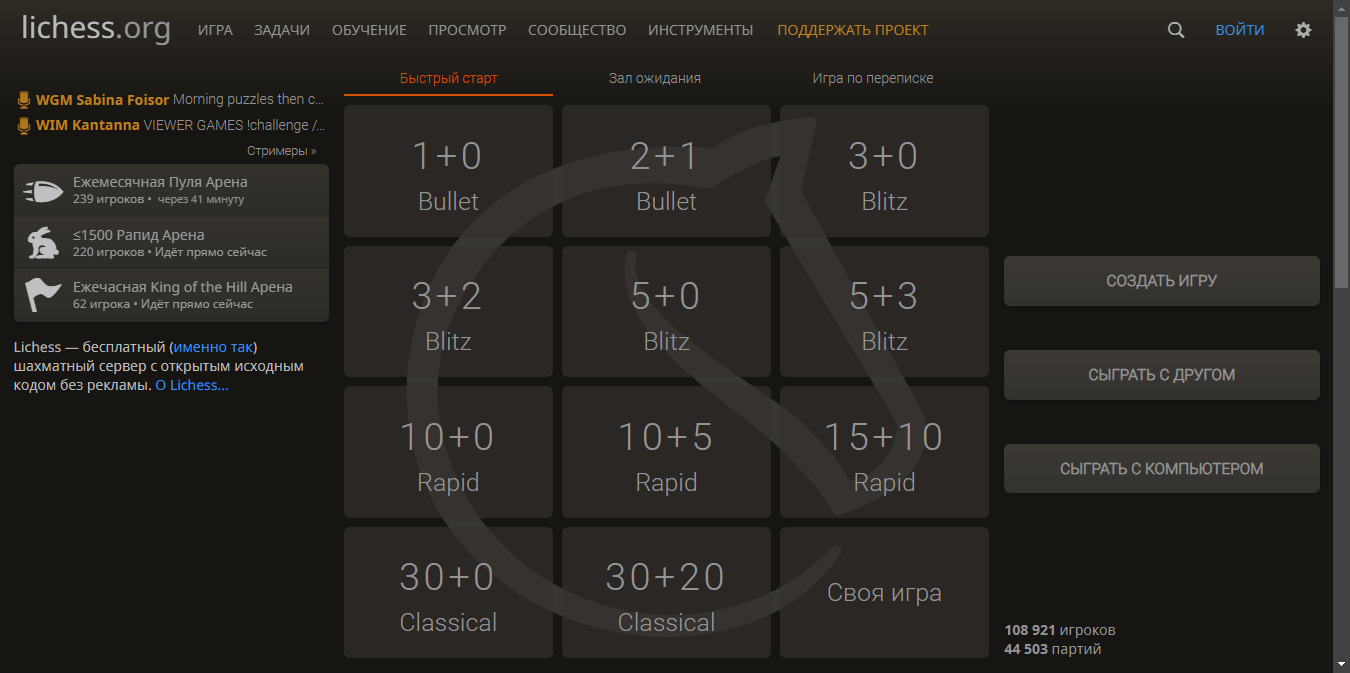 lichess.org ИГРА ЗАДАЧИ ОБУЧЕНИЕ ПРОСМОТР СООБЩЕСТВО ИНСТРУМЕНТЫ ПОДДЕРЖАТЬ ПРОЕКТ ВОЙТИ
WGM Sabina Foisor Morning puzzles then c...
WIM Kantanna VIEWER GAMES !challenge /...
Стримеры »
Ежемесячная Пуля Арена
239 игроков • через 41 минуту
≤1500 Рапид Арена
220 игроков • Идёт прямо сейчас
Ежечасная King of the Hill Арена
62 игрока • Идёт прямо сейчас
Lichess — бесплатный (именно так)
шахматный сервер с открытым исходным
кодом без рекламы. О Lichess...
Быстрый старт Зал ожидания Игра по переписке
1+0 2+1 3+0
Bullet Bullet Blitz
3+2 5+0 5+3
Blitz Blitz Blitz
10+0 10+5 15+10
Rapid Rapid Rapid
30+0 30+20
Classical Classical
Своя игра
СОЗДАТЬ ИГРУ
СЫГРАТЬ С ДРУГОМ
СЫГРАТЬ С КОМПЬЮТЕРОМ
108 921 игроков
44 503 партий